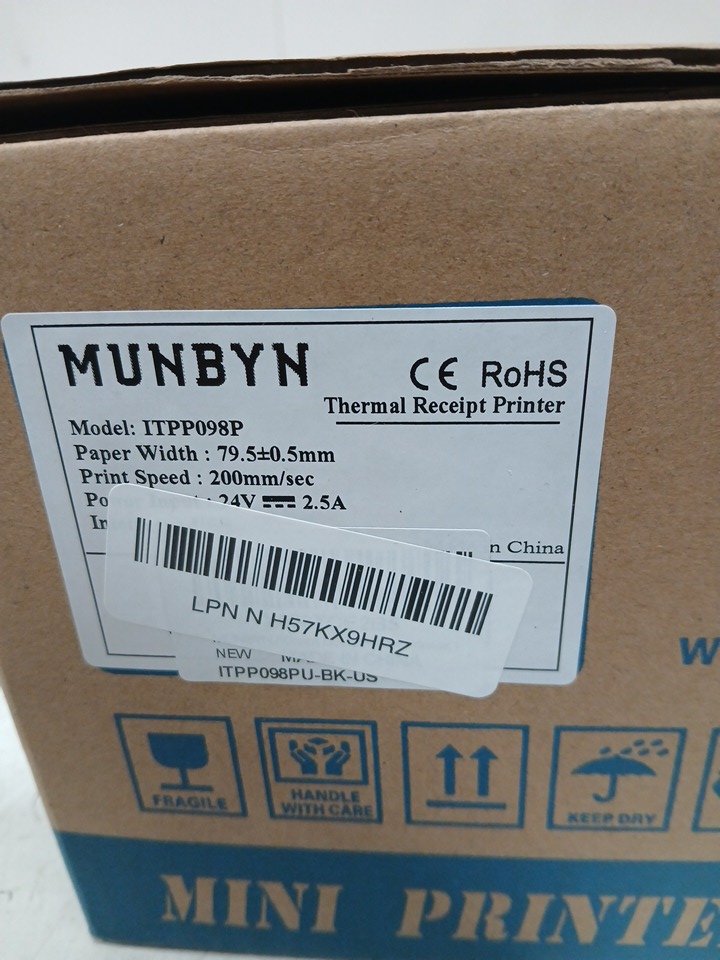 MUNBYN
CE RoHS
Thermal Receipt Printer
Model: ITPP098P
Paper Width : 79.5±0.5mm
Print Speed : 200mm/sec
24V 2.5A
China
LPN N H57KX9HRZ
NEW
ITPP098PU-BK-US
W
FRAGILE
HANDLE
WITH CARE
KEEP DRY
MINI PRINTE